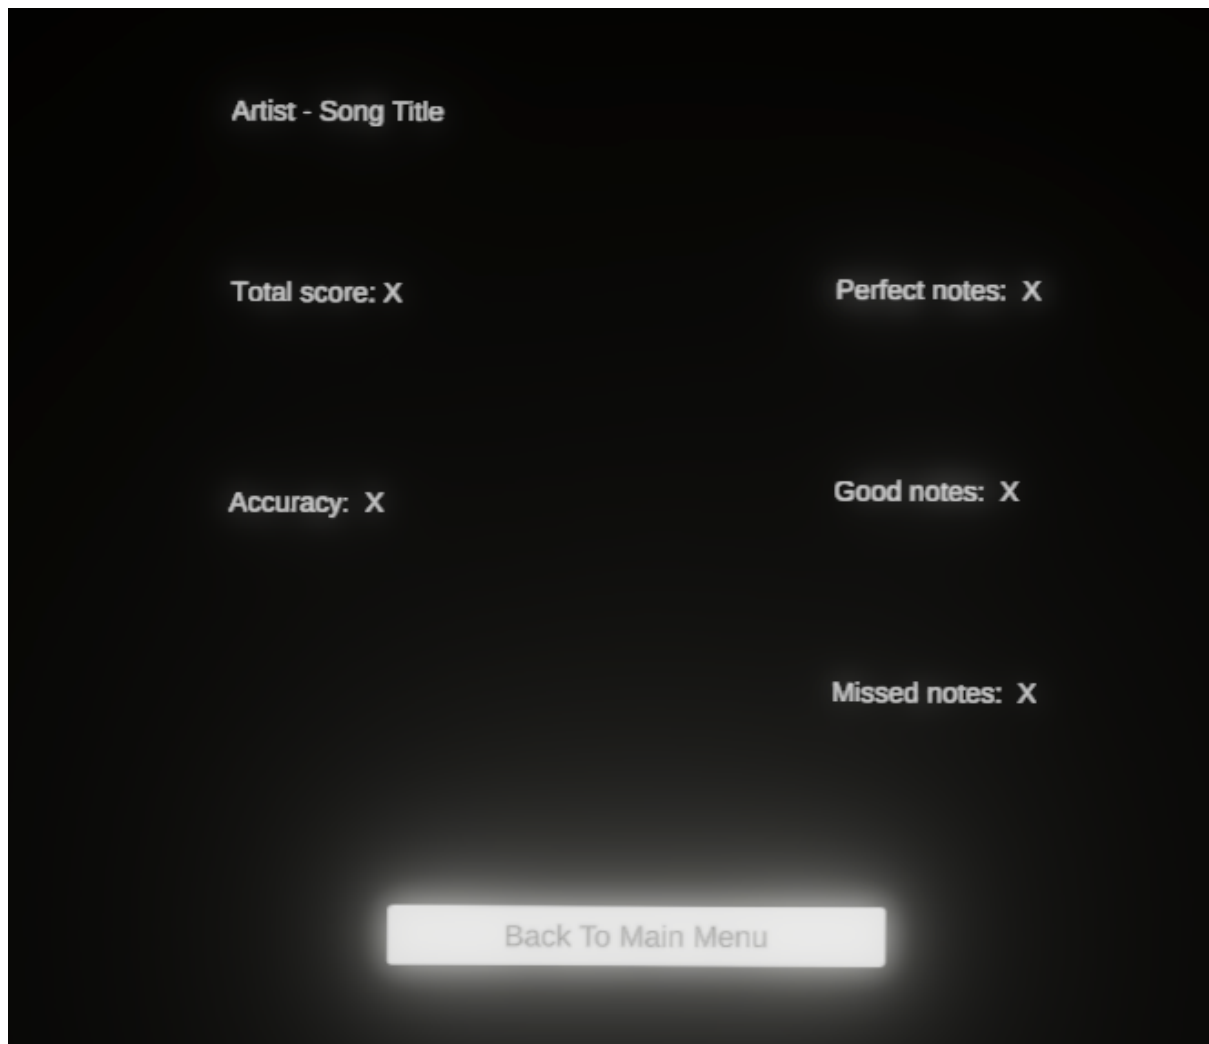 Artist - Song Title
Total score: X
Perfect notes: X
Accuracy: X
Good notes: X
Missed notes: X
Back To Main Menu